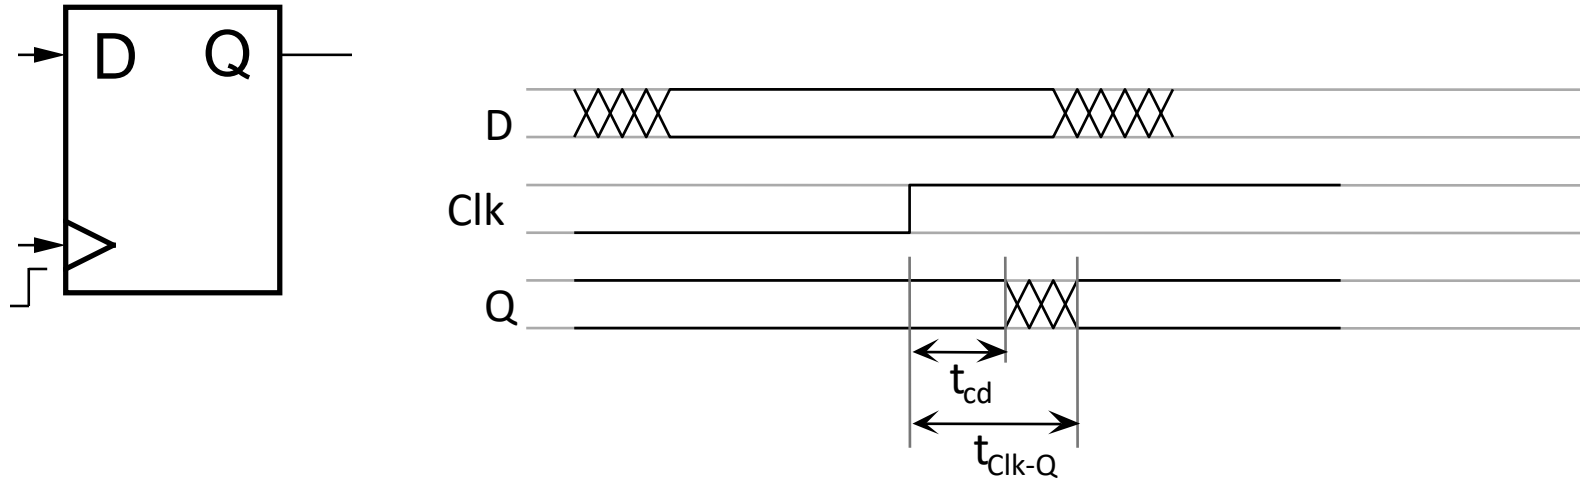 D Q
D
Clk
Q
tcd
tClk-Q